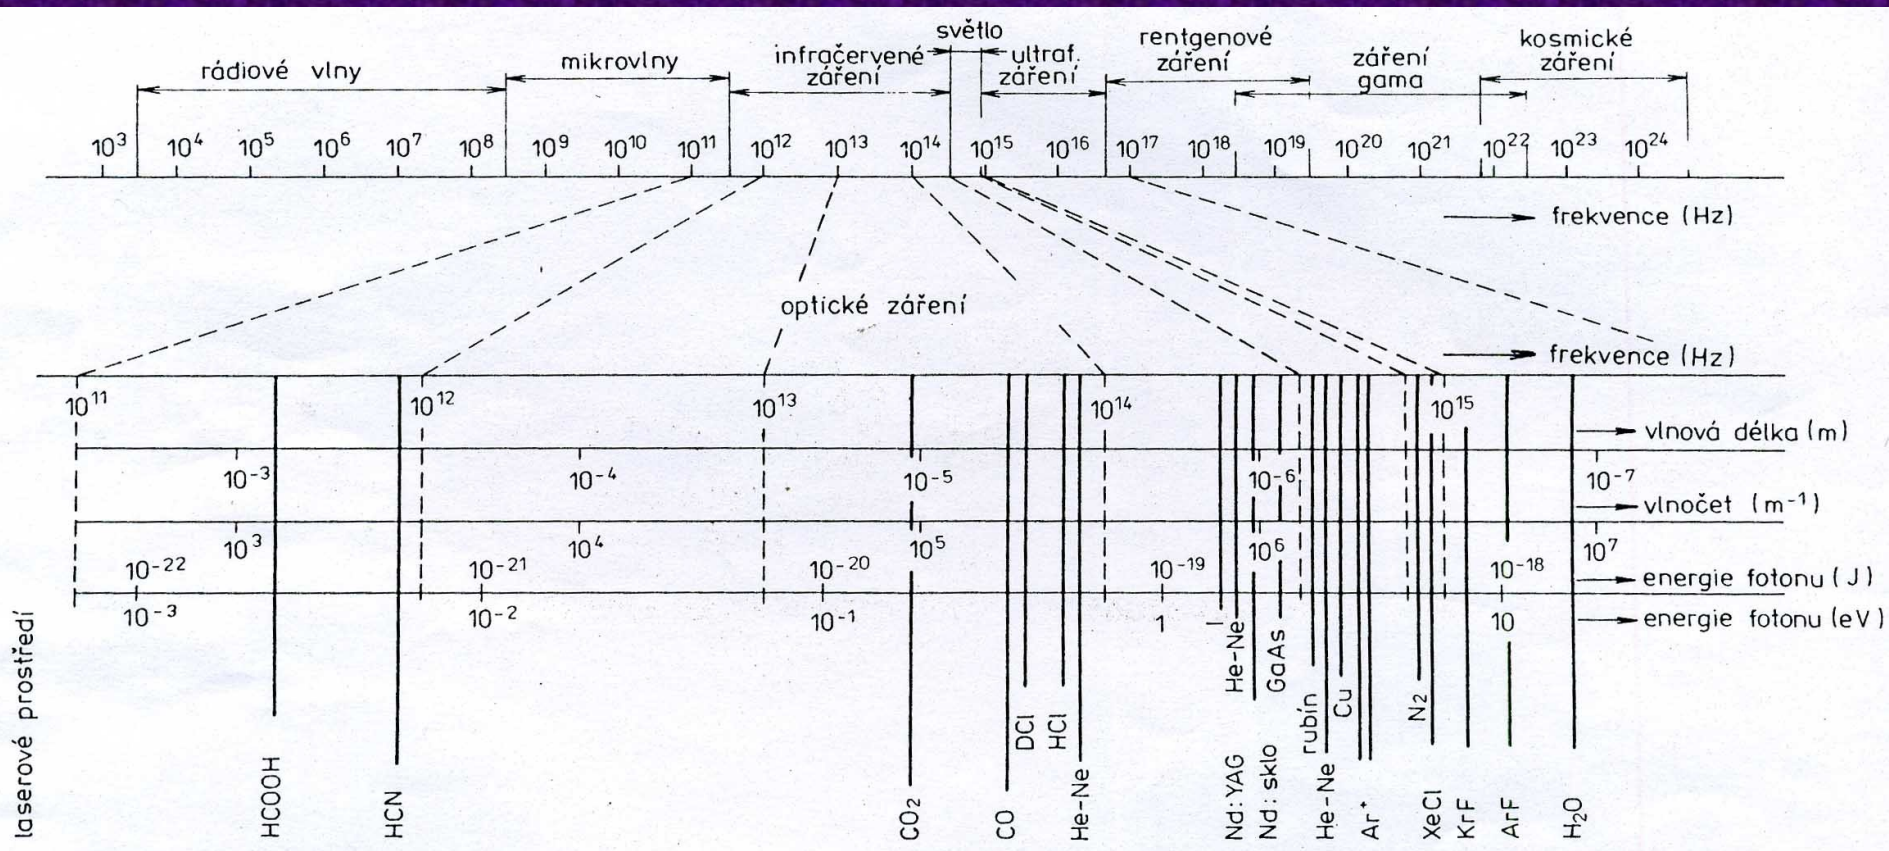 světlo
rádiové vlny
mikrovlny
infračervené
záření
ultraf.
záření
rentgenové
záření
záření
gama
kosmické
záření
10³ 10⁴ 10⁵ 10⁶ 10⁷ 10⁸ 10⁹ 10¹⁰ 10¹¹ 10¹² 10¹³ 10¹⁴ 10¹⁵ 10¹⁶ 10¹⁷ 10¹⁸ 10¹⁹ 10²⁰ 10²¹ 10²² 10²³ 10²⁴
frekvence (Hz)
optické záření
frekvence (Hz)
10¹¹ 10¹² 10¹³ 10¹⁴ 10¹⁵
vlnová délka (m)
10⁻³ 10⁻⁴ 10⁻⁵ 10⁻⁶ 10⁻⁷
vlnočet (m⁻¹)
10³ 10⁴ 10⁵ 10⁶ 10⁷
10⁻²² 10⁻²¹ 10⁻²⁰ 10⁻¹⁹ 10⁻¹⁸
energie fotonu (J)
10⁻³ 10⁻² 10⁻¹ 1 10
energie fotonu (eV)
laserové prostředí
HCOOH
HCN
CO₂
CO
DCl
HCl
He-Ne
Nd: YAG
He-Ne
Nd: sklo
GaAs
rubín
He-Ne
Cu
Ar⁺
N₂
XeCl
KrF
ArF
H₂O